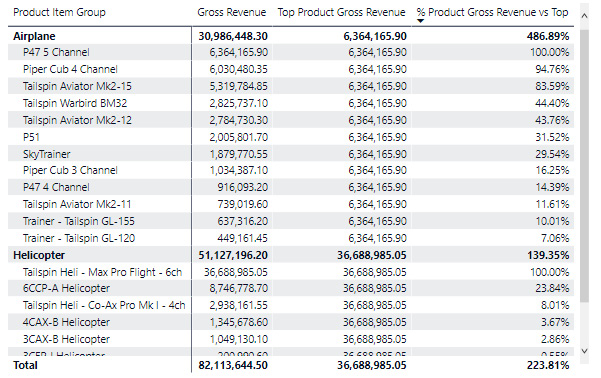 Product Item Group Gross Revenue Top Product Gross Revenue % Product Gross Revenue vs Top
Airplane 30,986,448.30 6,364,165.90 486.89%
P47 5 Channel 6,364,165.90 6,364,165.90 100.00%
Piper Cub 4 Channel 6,030,480.35 6,364,165.90 94.76%
Tailspin Aviator Mk2-15 5,319,784.85 6,364,165.90 83.59%
Tailspin Warbird BM32 2,825,737.10 6,364,165.90 44.40%
Tailspin Aviator Mk2-12 2,784,730.30 6,364,165.90 43.76%
P51 2,005,801.70 6,364,165.90 31.52%
SkyTrainer 1,879,770.55 6,364,165.90 29.54%
Piper Cub 3 Channel 1,034,387.10 6,364,165.90 16.25%
P47 4 Channel 916,093.20 6,364,165.90 14.39%
Tailspin Aviator Mk2-11 739,019.60 6,364,165.90 11.61%
Trainer - Tailspin GL-155 637,316.20 6,364,165.90 10.01%
Trainer - Tailspin GL-120 449,161.45 6,364,165.90 7.06%
Helicopter 51,127,196.20 36,688,985.05 139.35%
Tailspin Heli - Max Pro Flight - 6ch 36,688,985.05 36,688,985.05 100.00%
6CCP-A Helicopter 8,746,778.70 36,688,985.05 23.84%
Tailspin Heli - Co-Ax Pro Mk I - 4ch 2,938,161.55 36,688,985.05 8.01%
4CAX-B Helicopter 1,345,678.60 36,688,985.05 3.67%
3CAX-B Helicopter 1,049,130.10 36,688,985.05 2.86%
Helicopter 36,688,985.05 0.55%
Total 82,113,644.50 36,688,985.05 223.81%